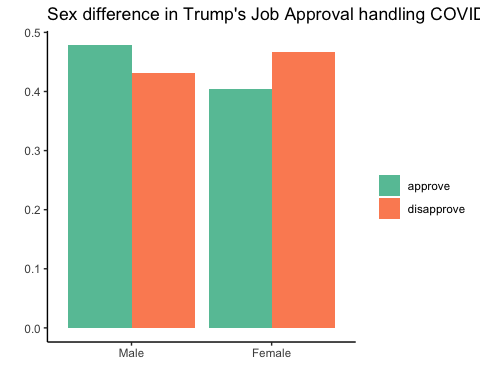 Sex difference in Trump's Job Approval handling COVID
0.5
0.4
0.3
0.2
0.1
0.0
Male Female
approve
disapprove